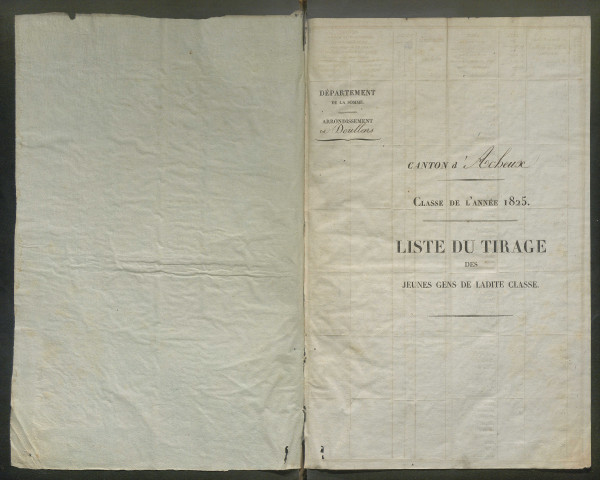 DÉPARTEMENT
DE LA SOMME.
ARRONDISSEMENT
de Doullens
CANTON d'Acheux
CLASSE DE L'ANNÉE 1825.
LISTE DU TIRAGE
DES
JEUNES GENS DE LADITE CLASSE.